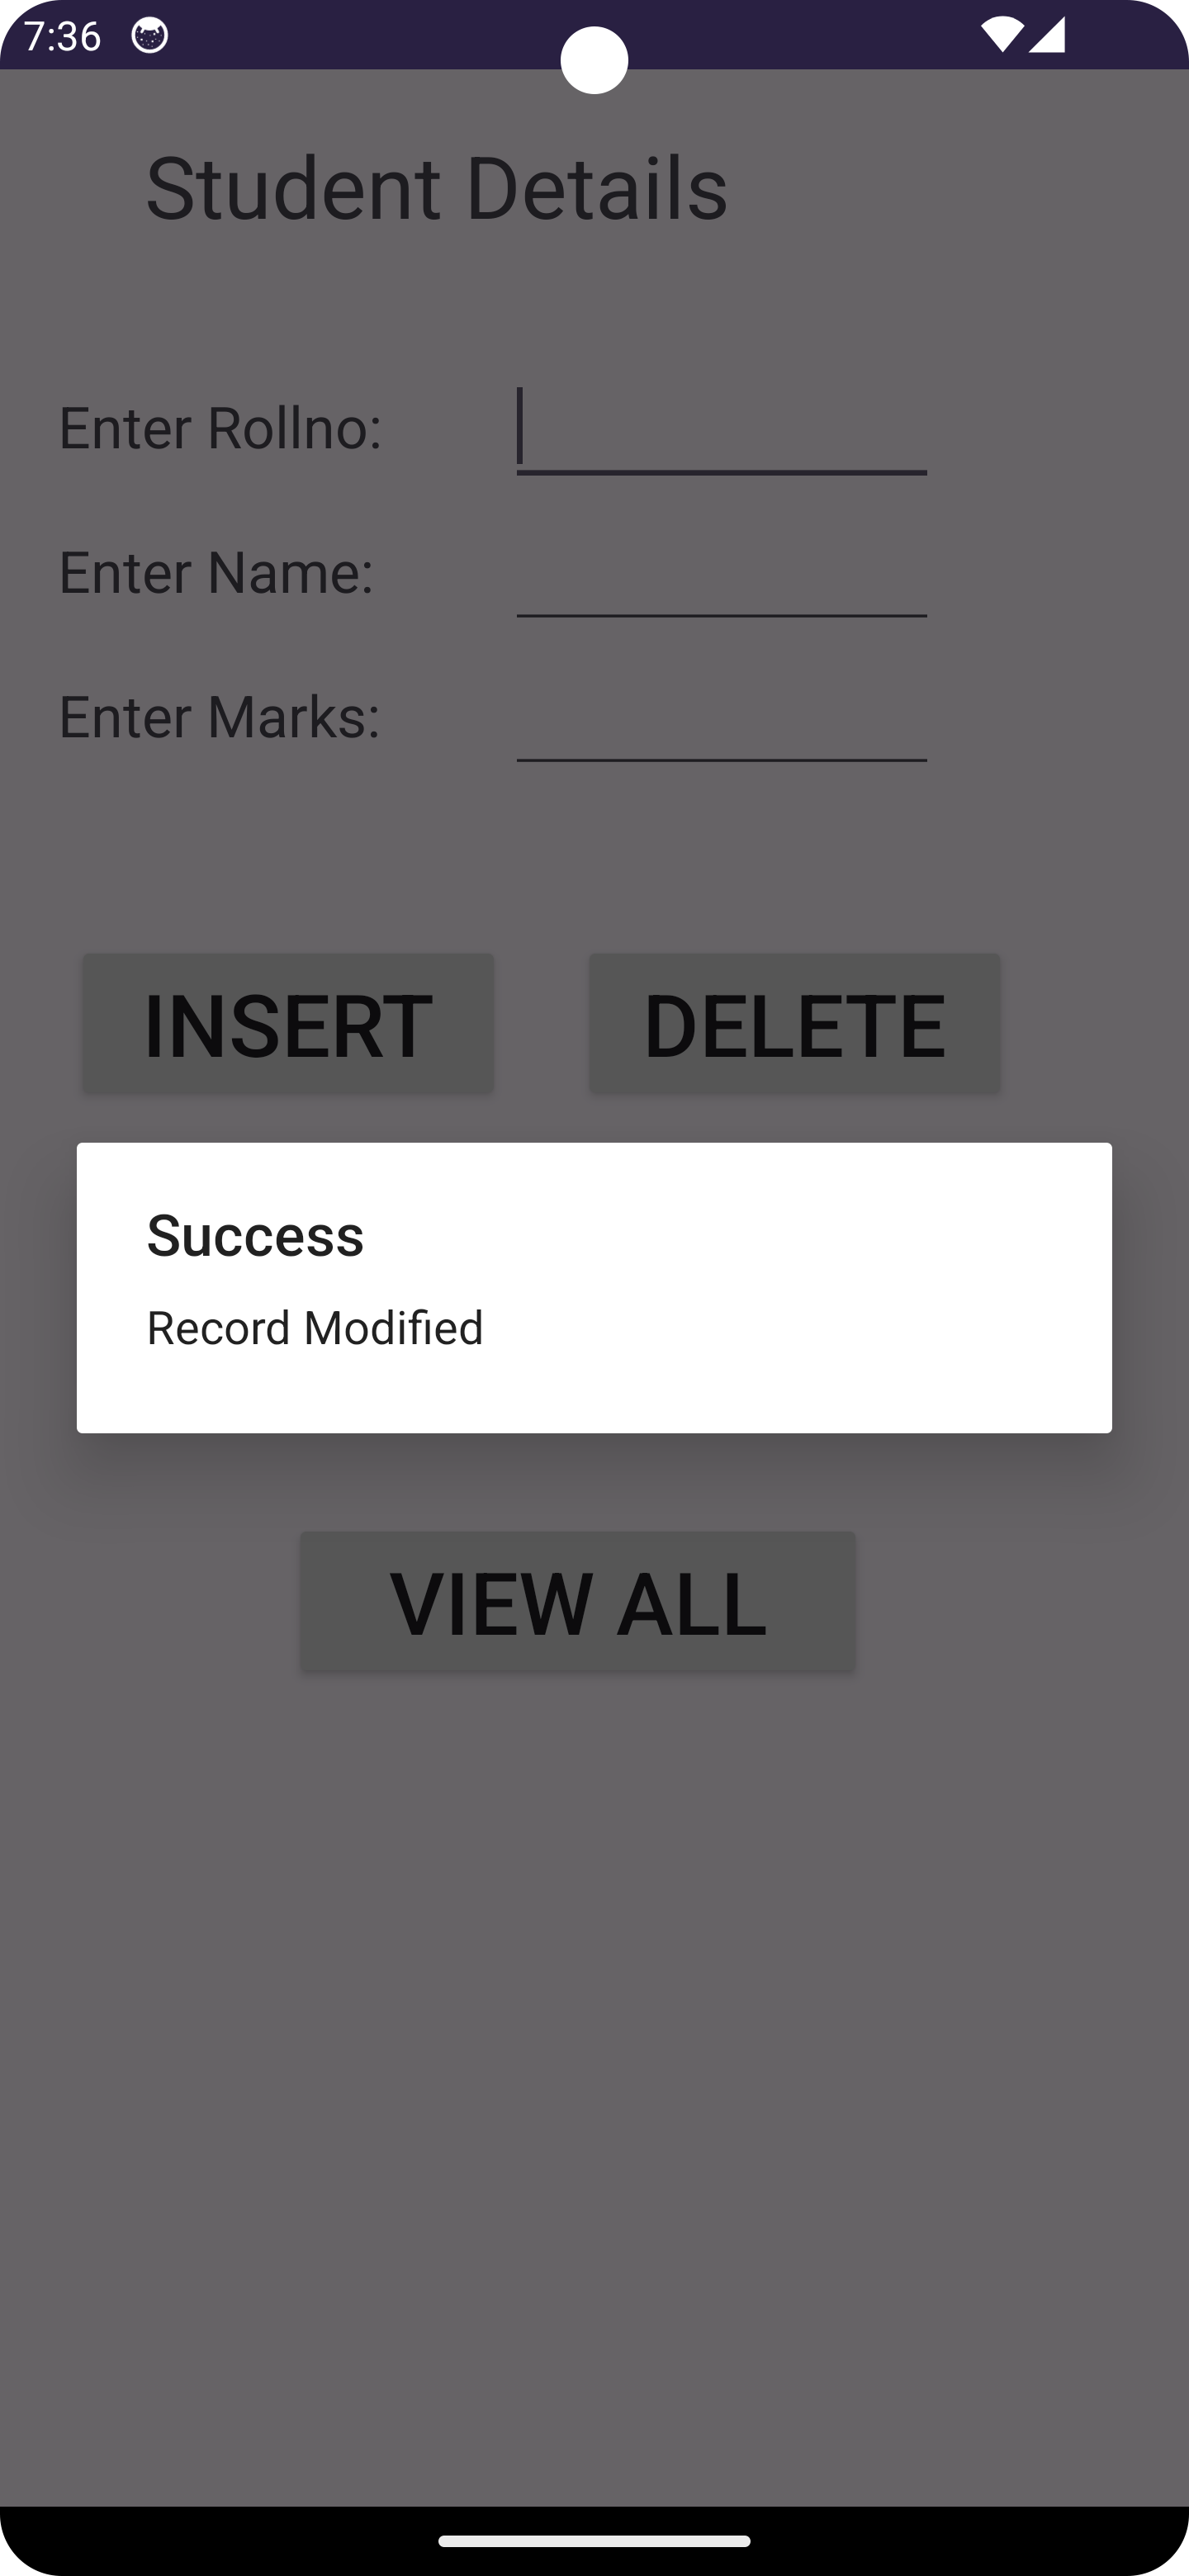 7:36
Student Details
Enter Rollno:
Enter Name:
Enter Marks:
INSERT DELETE
Success
Record Modified
VIEW ALL